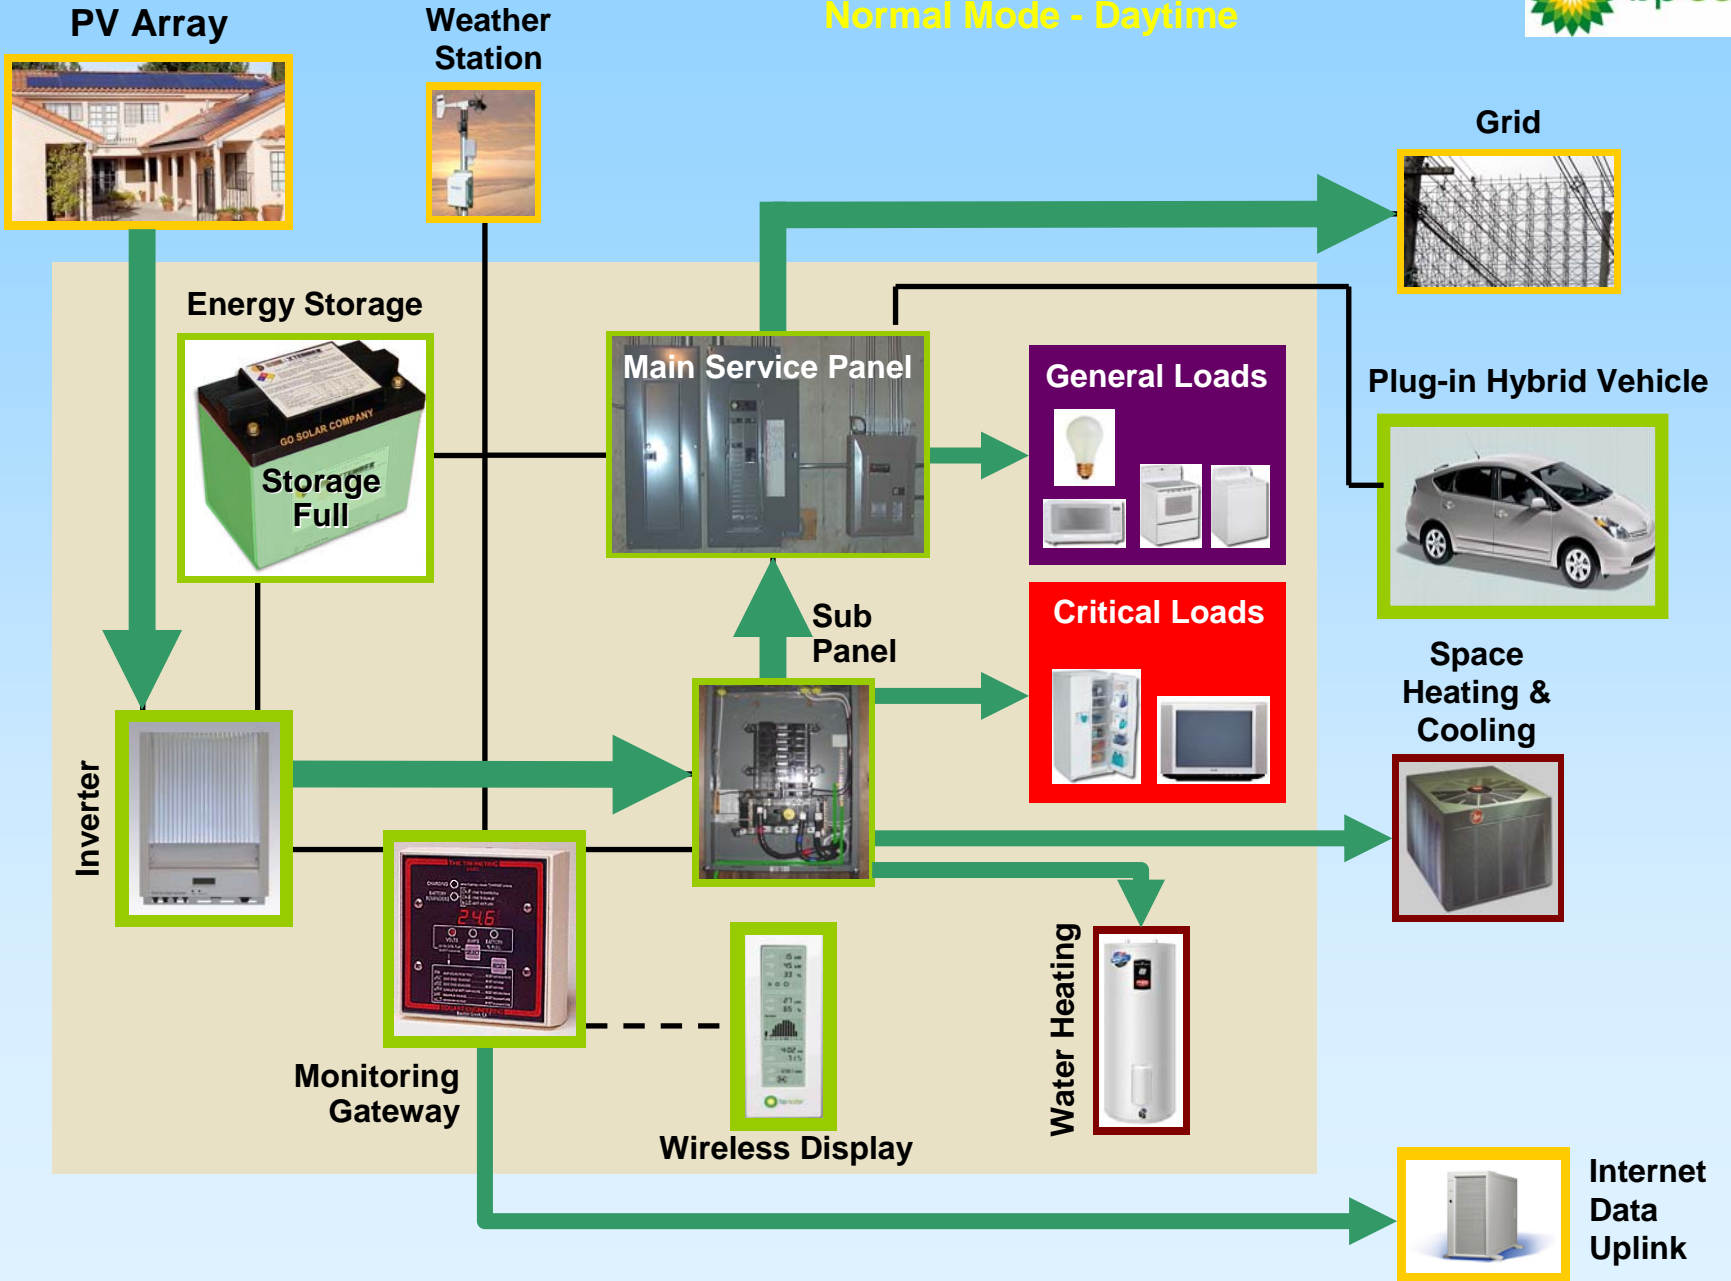 Normal Mode - Daytime
PV Array
Weather
Station
Grid
Energy Storage
GO SOLAR COMPANY
Storage
Full
Main Service Panel
General Loads
Plug-in Hybrid Vehicle
Sub
Panel
Critical Loads
Space
Heating &
Cooling
Inverter
24.6
Monitoring
Gateway
Wireless Display
Water Heating
Internet
Data
Uplink